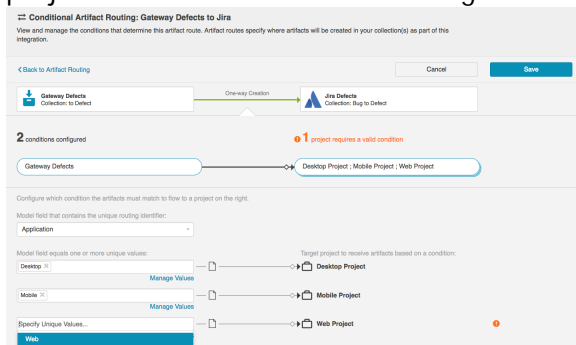 Conditional Artifact Routing: Gateway Defects to Jira
View and manage the conditions that determine this artifact route. Artifact routes specify where artifacts will be created in your collection(s) as part of this
integration.
Back to Artifact Routing
Cancel
Save
Gateway Defects
Collection: to Defect
One-way Creation
Jira Defects
Collection: Bug to Defect
2 conditions configured
1 project requires a valid condition
Gateway Defects
Desktop Project ; Mobile Project ; Web Project
Configure which condition the artifacts must match to flow to a project on the right.
Model field that contains the unique routing identifier:
Application
Model field equals one or more unique values:
Target project to receive artifacts based on a condition:
Desktop
Desktop Project
Manage Values
Mobile
Mobile Project
Manage Values
Specify Unique Values...
Web Project
Web